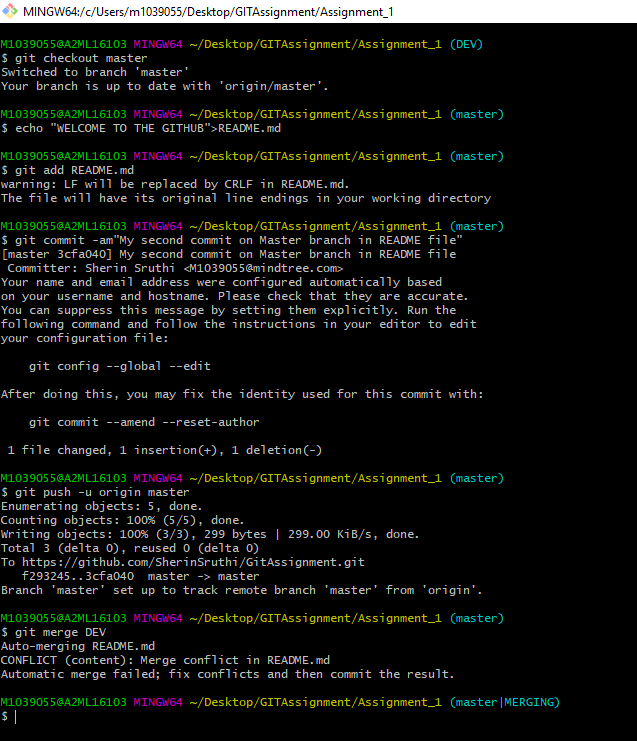 MINGW64:/c/Users/m1039055/Desktop/GITAssignment/Assignment_1
M1039055@A2ML16103 MINGW64 ~/Desktop/GITAssignment/Assignment_1 (DEV)
$ git checkout master
Switched to branch 'master'
Your branch is up to date with 'origin/master'.
M1039055@A2ML16103 MINGW64 ~/Desktop/GITAssignment/Assignment_1 (master)
$ echo "WELCOME TO THE GITHUB">README.md
M1039055@A2ML16103 MINGW64 ~/Desktop/GITAssignment/Assignment_1 (master)
$ git add README.md
warning: LF will be replaced by CRLF in README.md.
The file will have its original line endings in your working directory
M1039055@A2ML16103 MINGW64 ~/Desktop/GITAssignment/Assignment_1 (master)
$ git commit -am"My second commit on Master branch in README file"
[master 3cfa040] My second commit on Master branch in README file
 Committer: Sherin Sruthi <M1039055@mindtree.com>
Your name and email address were configured automatically based
on your username and hostname. Please check that they are accurate.
You can suppress this message by setting them explicitly. Run the
following command and follow the instructions in your editor to edit
your configuration file:
    git config --global --edit
After doing this, you may fix the identity used for this commit with:
    git commit --amend --reset-author
 1 file changed, 1 insertion(+), 1 deletion(-)
M1039055@A2ML16103 MINGW64 ~/Desktop/GITAssignment/Assignment_1 (master)
$ git push -u origin master
Enumerating objects: 5, done.
Counting objects: 100% (5/5), done.
Writing objects: 100% (3/3), 299 bytes | 299.00 KiB/s, done.
Total 3 (delta 0), reused 0 (delta 0)
To https://github.com/SherinSruthi/GitAssignment.git
   f293245..3cfa040  master -> master
Branch 'master' set up to track remote branch 'master' from 'origin'.
M1039055@A2ML16103 MINGW64 ~/Desktop/GITAssignment/Assignment_1 (master)
$ git merge DEV
Auto-merging README.md
CONFLICT (content): Merge conflict in README.md
Automatic merge failed; fix conflicts and then commit the result.
M1039055@A2ML16103 MINGW64 ~/Desktop/GITAssignment/Assignment_1 (master|MERGING)
$